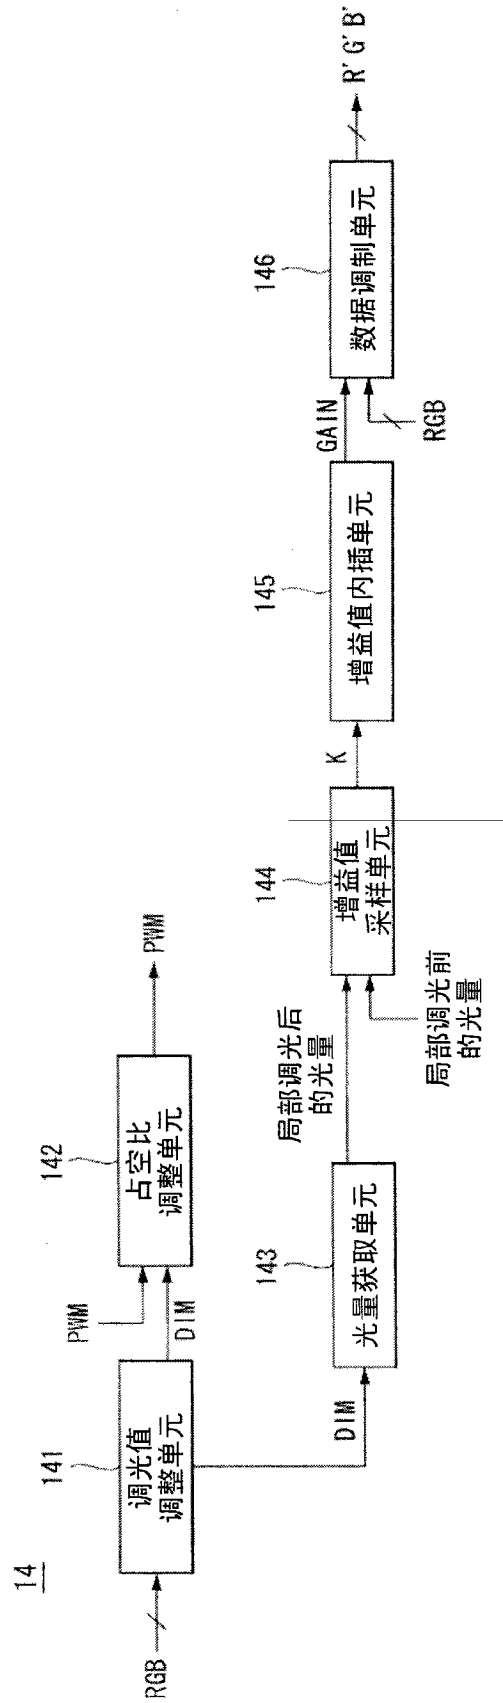 14
RGB
141
调光值
调整单元
PWM
DIM
142
占空比
调整单元
PWM
DIM
143
光量获取单元
局部调光后
的光量
局部调光前
的光量
144
增益值
采样单元
K
145
增益值内插单元
GAIN
RGB
146
数据调制单元
R' G' B'